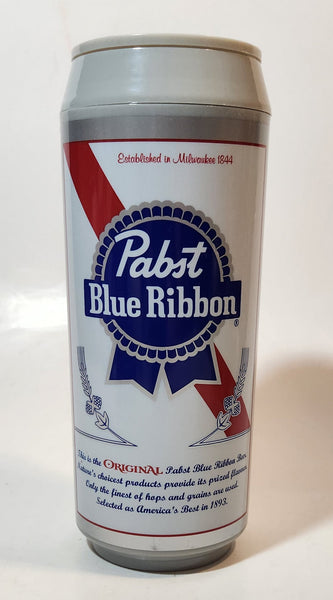 Established in Milwaukee 1844
Pabst
Blue Ribbon®
This is the ORIGINAL Pabst Blue Ribbon Beer.
Nature's choicest products provide its prized flavour.
Only the finest of hops and grains are used.
Selected as America's Best in 1893.